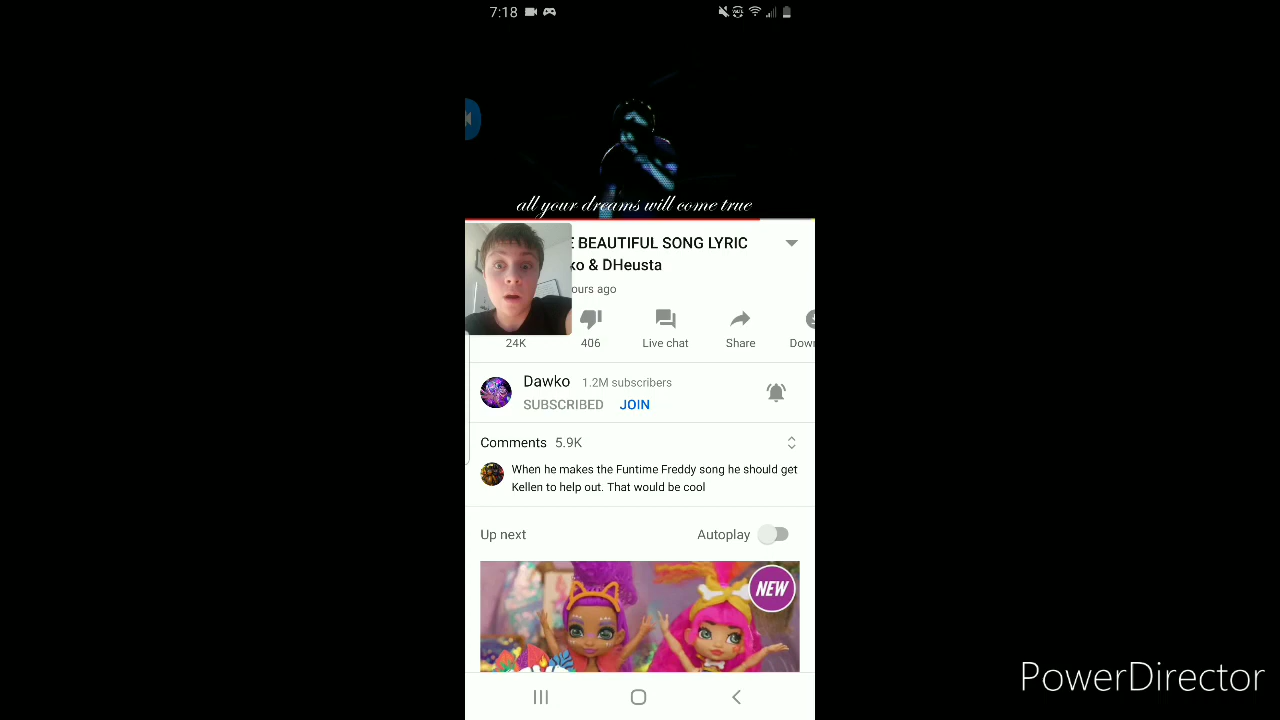 7:18
all your dreams will come true
BEAUTIFUL SONG LYRIC
& DHeusta
ours ago
24K
406
Live chat
Share
Down
Dawko 1.2M subscribers
SUBSCRIBED JOIN
Comments 5.9K
When he makes the Funtime Freddy song he should get
Kellen to help out. That would be cool
Up next
Autoplay
NEW
PowerDirector